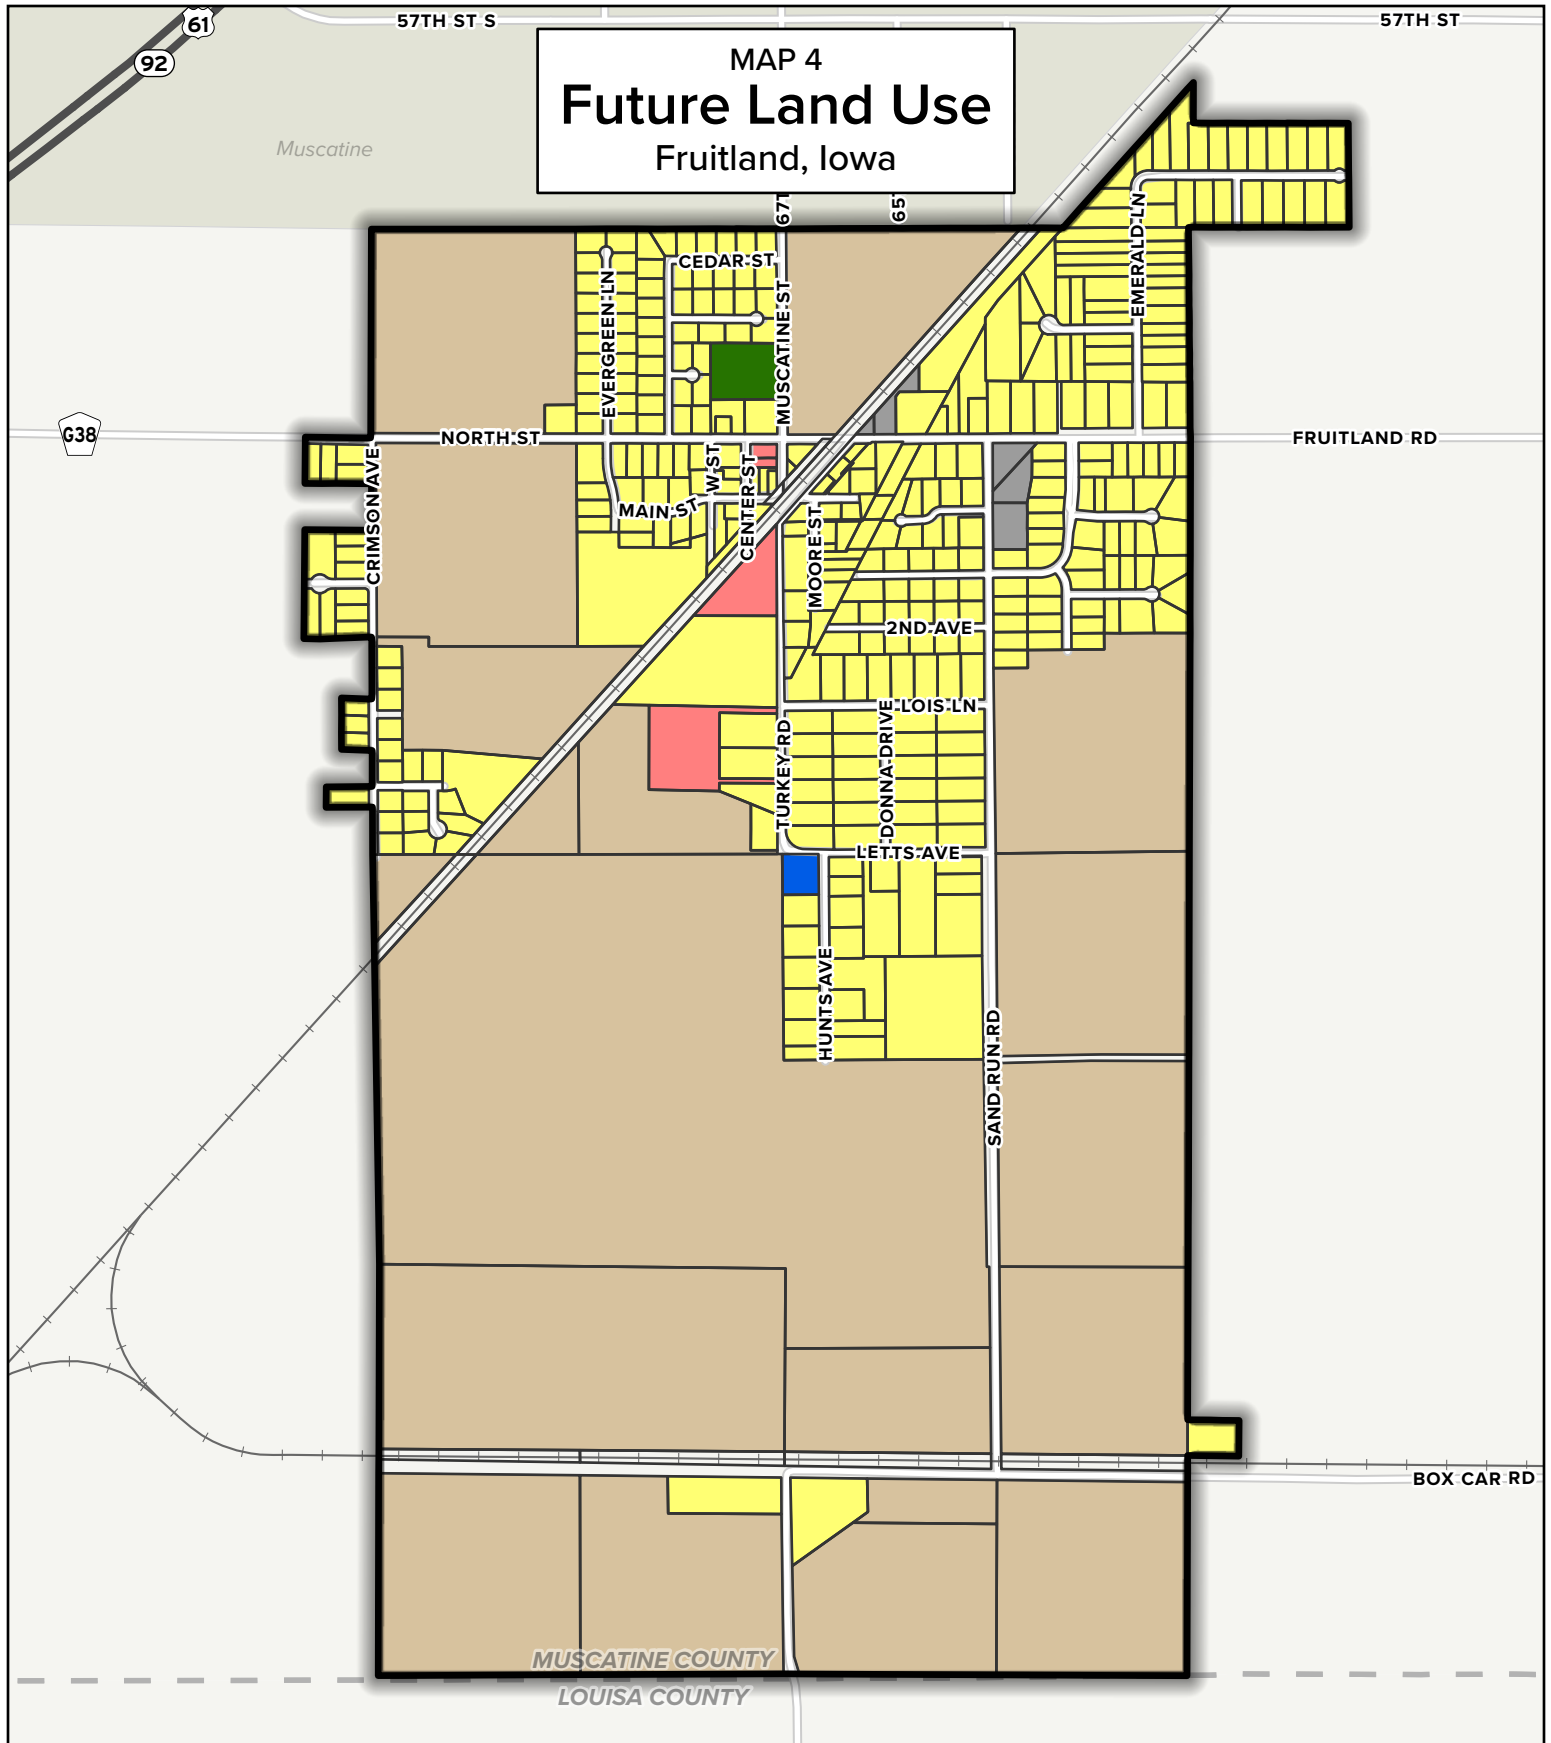 57TH ST S
57TH ST
61
92
MAP 4
Future Land Use
Fruitland, Iowa
Muscatine
67T
65
EMERALD LN
CEDAR ST
EVERGREEN LN
MUSCATINE ST
G38
NORTH ST
FRUITLAND RD
CRIMSON AVE
W ST
CENTER ST
MAIN ST
MOORE ST
2ND AVE
LOIS LN
DONNA DRIVE
TURKEY RD
LETTS AVE
HUNTS AVE
SAND RUN RD
BOX CAR RD
MUSCATINE COUNTY
LOUISA COUNTY